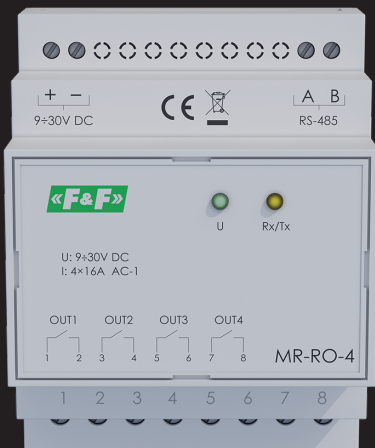 + − A B
9÷30V DC CE RS-485
«F&F»
U Rx/Tx
U: 9÷30V DC
I: 4×16A AC-1
OUT1 OUT2 OUT3 OUT4
1 2 3 4 5 6 7 8
MR-RO-4
1 2 3 4 5 6 7 8